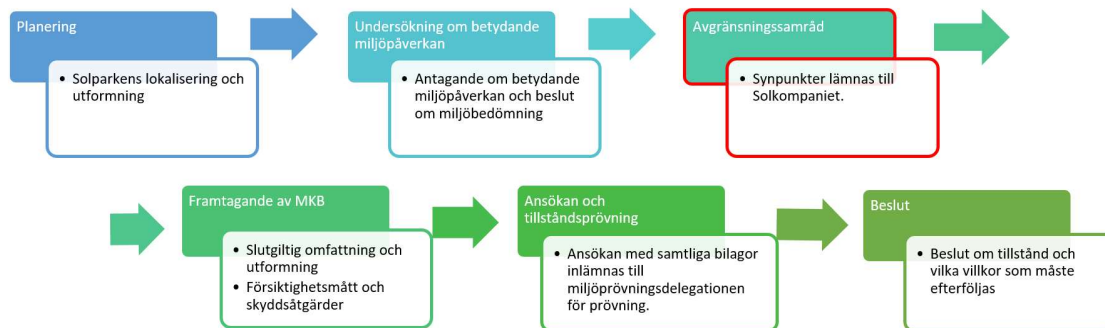 Planering
• Solparkens lokalisering och
utformning
Undersökning om betydande
miljöpåverkan
• Antagande om betydande
miljöpåverkan och beslut
om miljöbedömning
Avgränsningssamråd
• Synpunkter lämnas till
Solkompaniet.
Framtagande av MKB
• Slutgiltig omfattning och
utformning
• Försiktighetsmått och
skyddsåtgärder
Ansökan och
tillståndsprövning
• Ansökan med samtliga bilagor
inlämnas till
miljöprövningsdelegationen
för prövning.
Beslut
• Beslut om tillstånd och
vilka villkor som måste
efterföljas